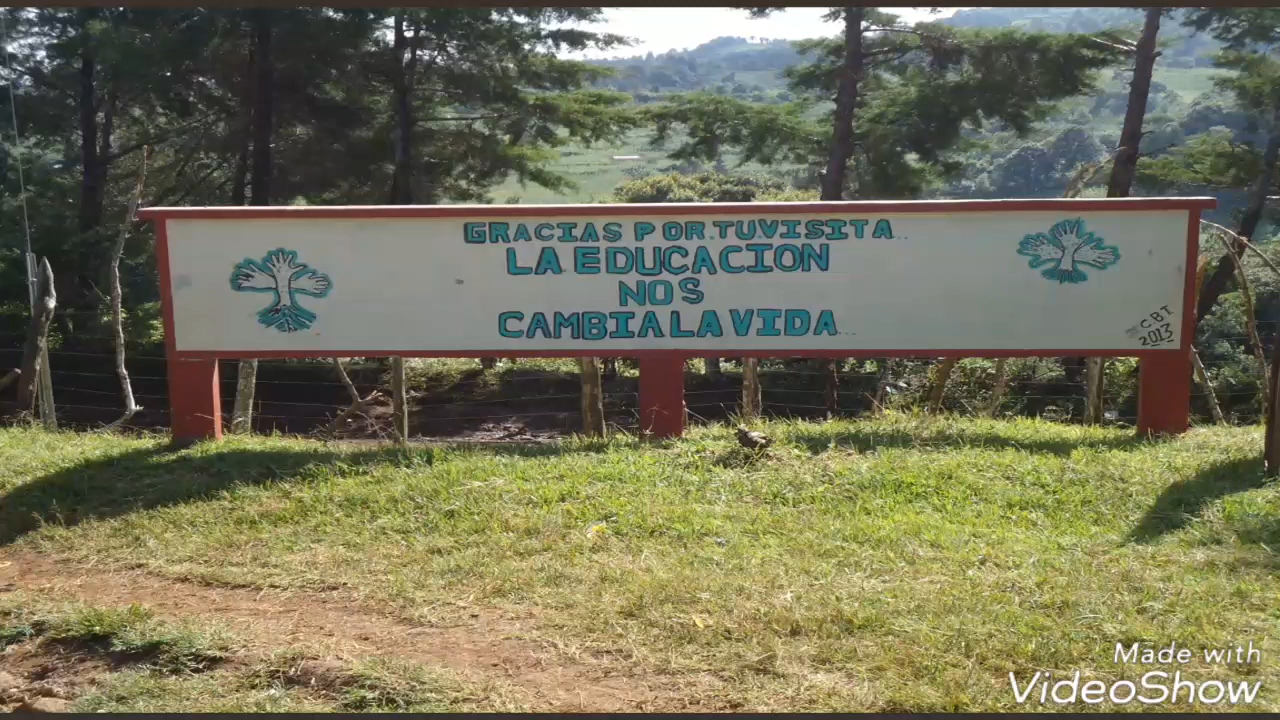 GRACIAS POR TU VISITA...
LA EDUCACION
NOS
CAMBIA LA VIDA...
CBT
2013
Made with
VideoShow